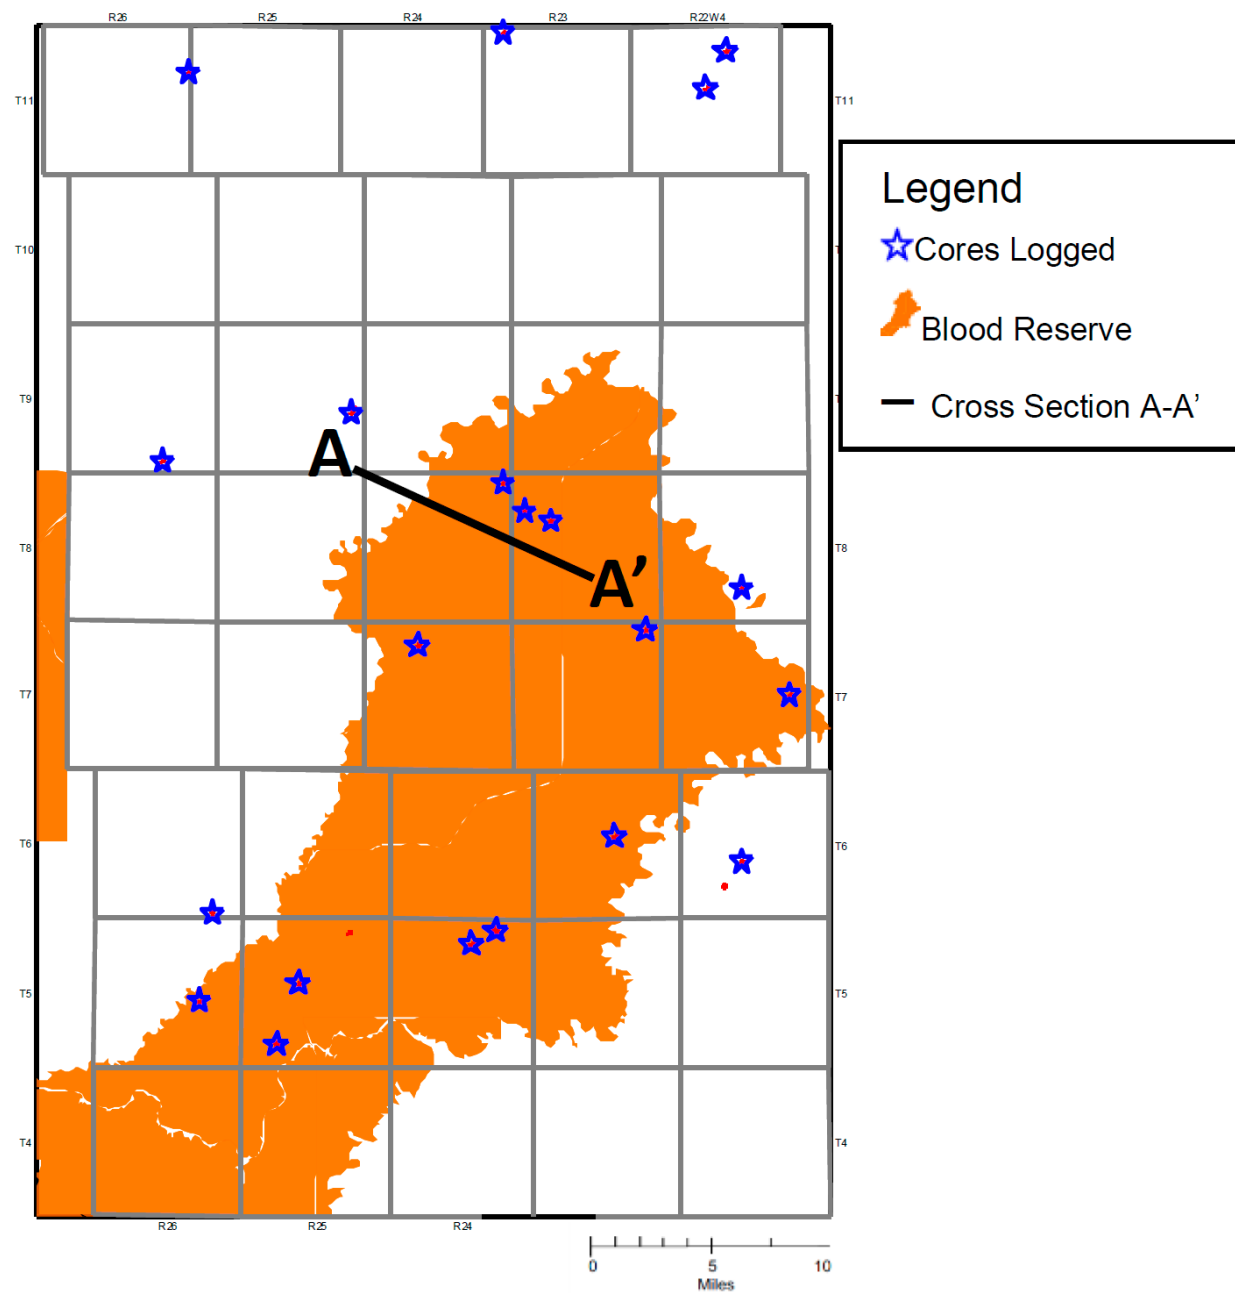 R26 R25 R24 R23 R22W4
T11 T11
Legend
Cores Logged
T10
Blood Reserve
T9
Cross Section A-A’
A
T8 T8
A’
T7 T7
T6 T6
T5 T5
T4 T4
R26 R25 R24
0 5 10
Miles